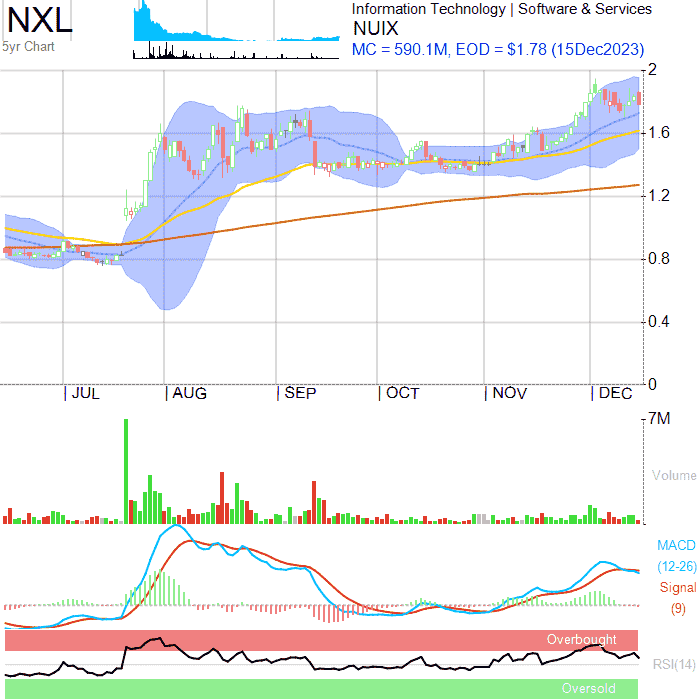 NXL
5yr Chart
Information Technology | Software & Services
NUIX
MC = 590.1M, EOD = $1.78 (15Dec2023)
2
1.6
1.2
0.8
0.4
0
JUL AUG SEP OCT NOV DEC
7M
Volume
MACD
(12-26)
Signal
(9)
Overbought
RSI(14)
Oversold